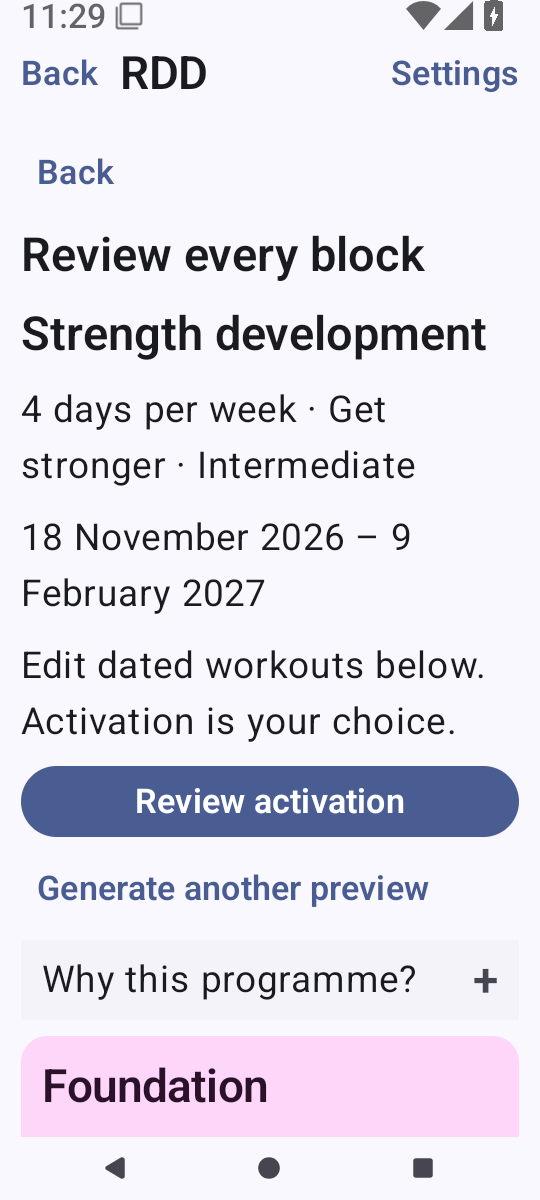 11:29
Back RDD Settings
Back
Review every block
Strength development
4 days per week · Get
stronger · Intermediate
18 November 2026 – 9
February 2027
Edit dated workouts below.
Activation is your choice.
Review activation
Generate another preview
Why this programme? +
Foundation